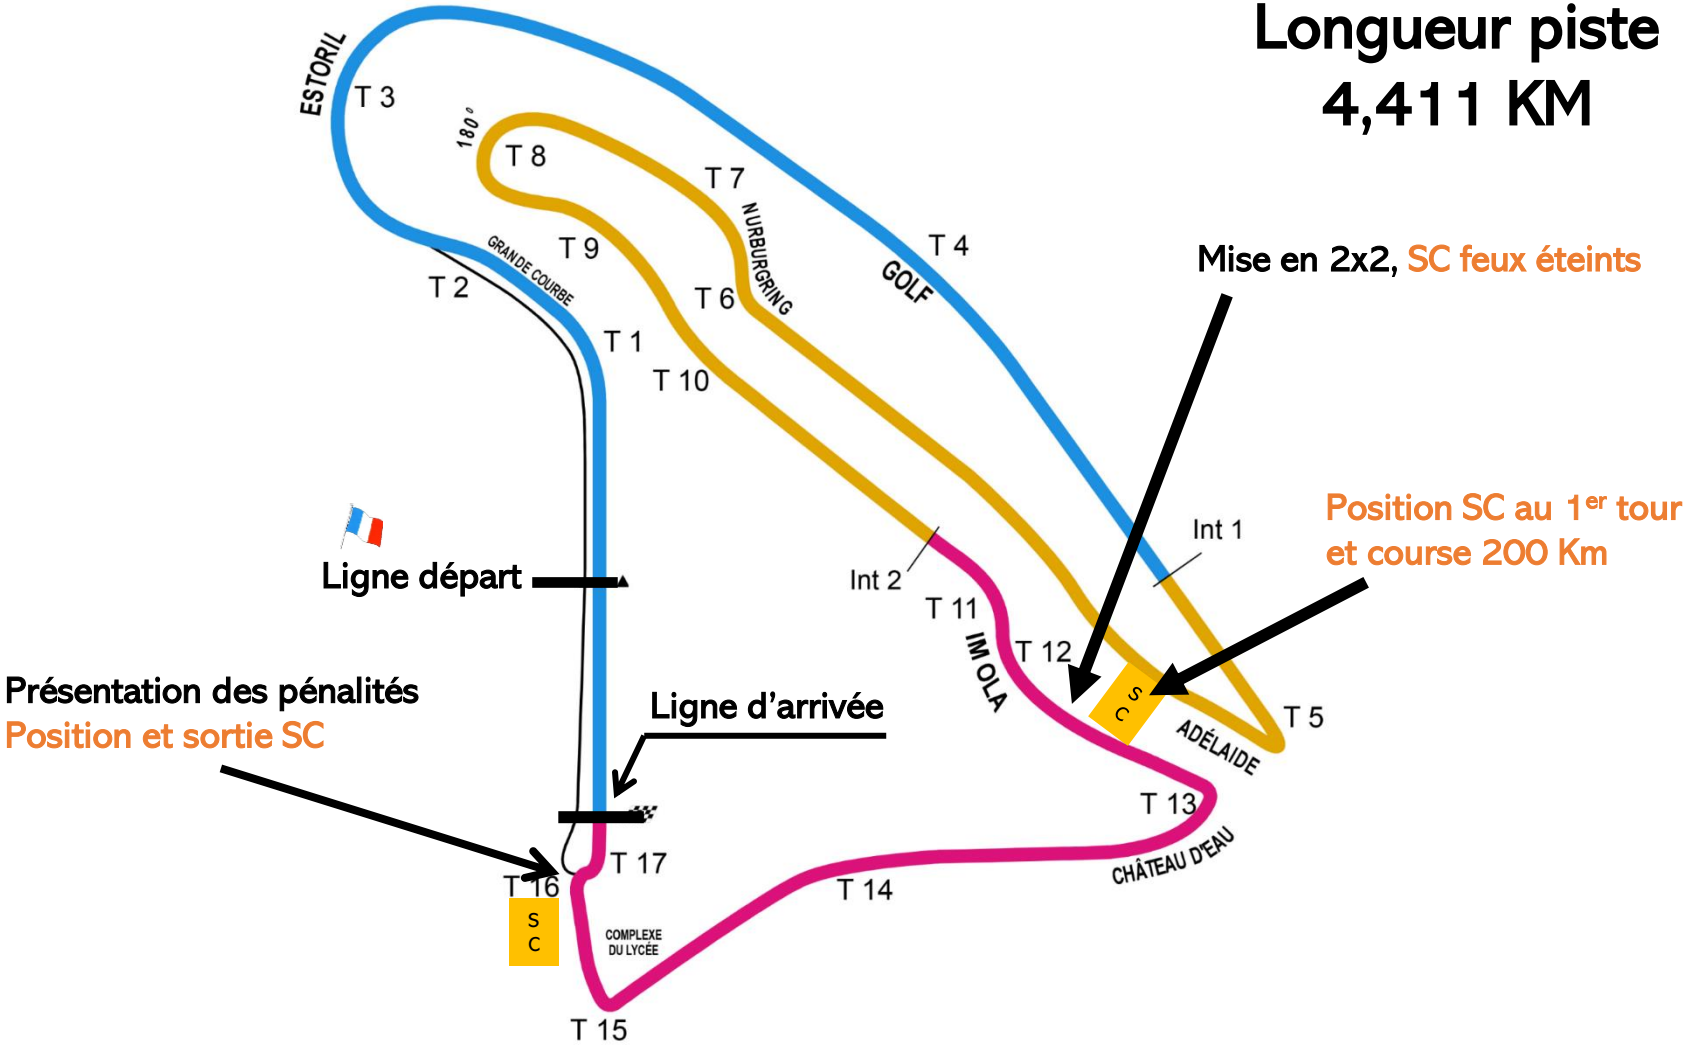 Longueur piste
4,411 KM
ESTORIL
T 3
180°
T 8
T 7
NURBURGRING
T 4
GOLF
T 9
GRANDE COURBE
T 2
T 6
T 1
T 10
Mise en 2x2, SC feux éteints
Position SC au 1er tour
et course 200 Km
Int 1
Int 2
Ligne départ
T 11
IMOLA
T 12
S
C
T 5
ADÉLAIDE
Présentation des pénalités
Position et sortie SC
Ligne d'arrivée
T 13
CHÂTEAU D'EAU
T 17
T 16
T 14
S
C
COMPLEXE
DU LYCÉE
T 15